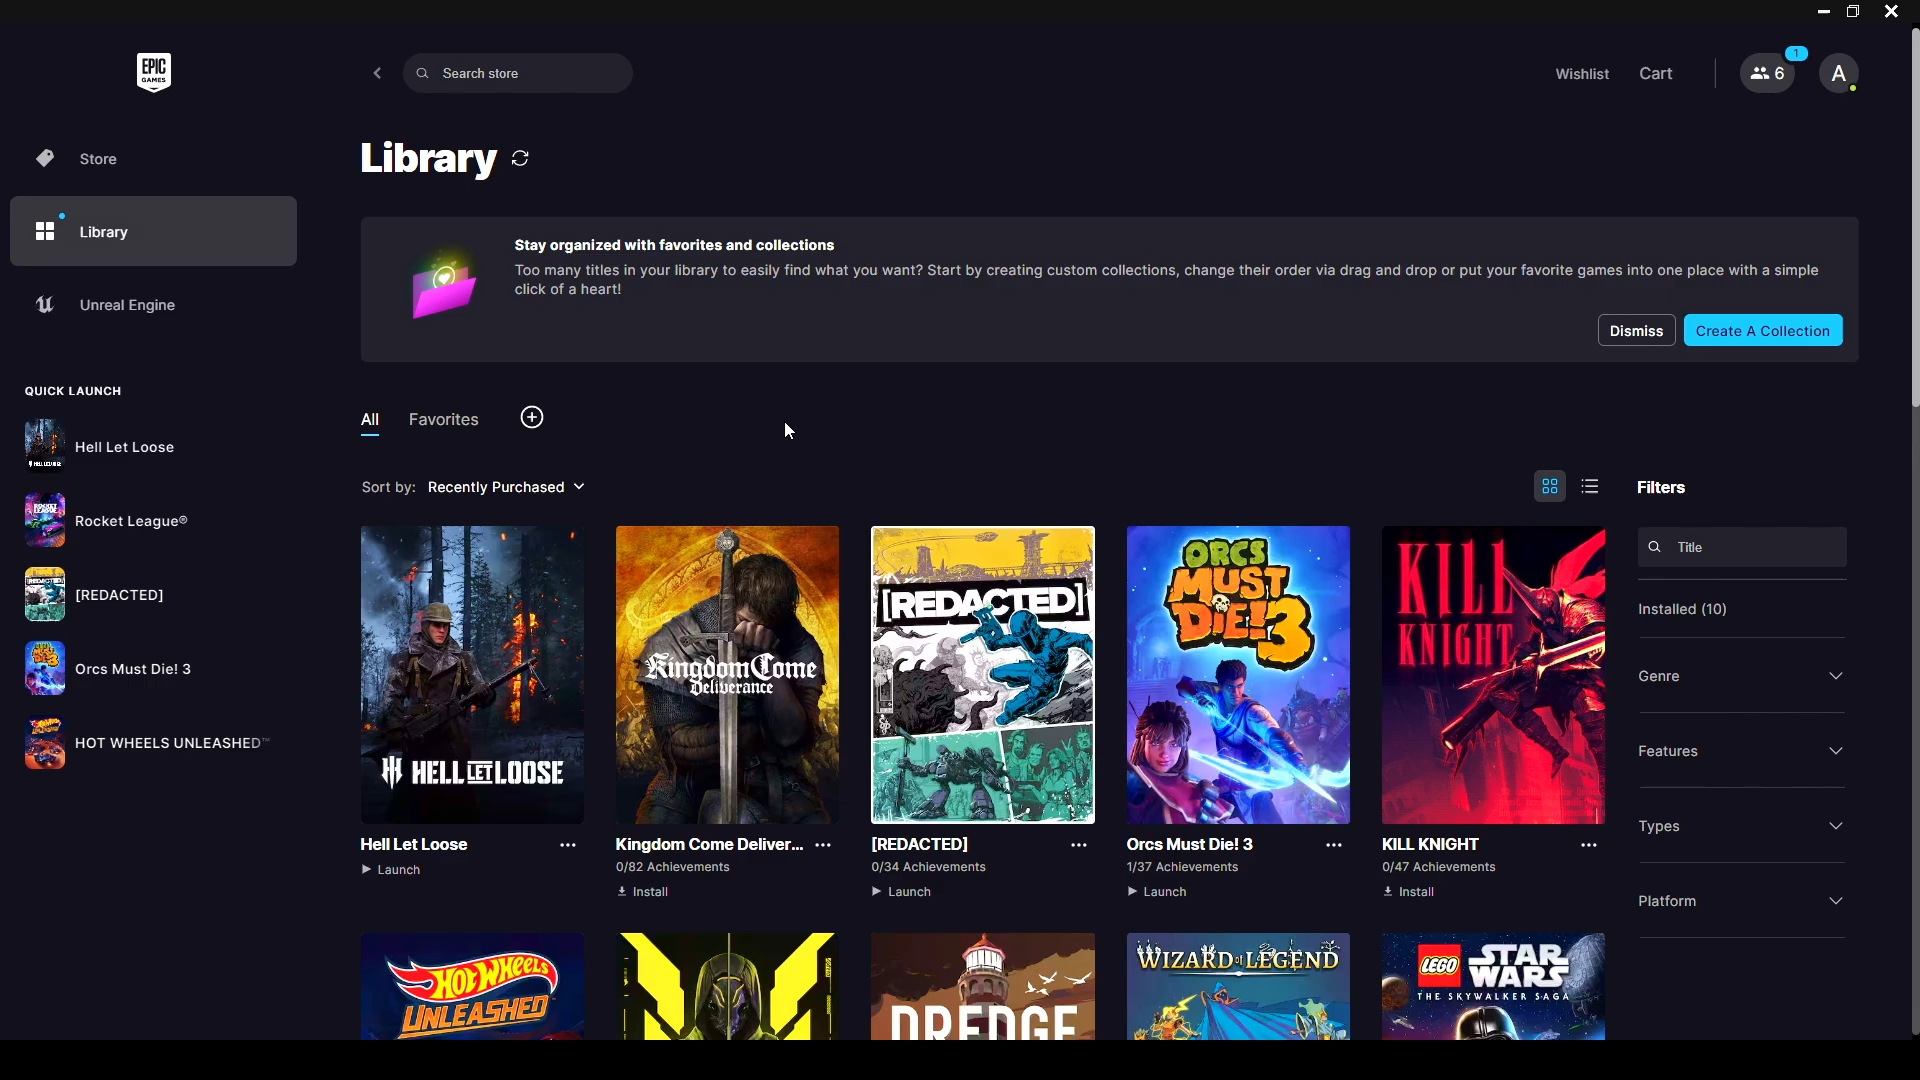 EPIC
GAMES
Search store
Wishlist
Cart
6
1
A
Store
Library
Unreal Engine
QUICK LAUNCH
Hell Let Loose
Rocket League®
[REDACTED]
Orcs Must Die! 3
HOT WHEELS UNLEASHED™
Library
Stay organized with favorites and collections
Too many titles in your library to easily find what you want? Start by creating custom collections, change their order via drag and drop or put your favorite games into one place with a simple
click of a heart!
Dismiss
Create A Collection
All
Favorites
Sort by: Recently Purchased
HELL LET LOOSE
Hell Let Loose
Launch
Kingdom Come
Deliverance
Kingdom Come Deliver...
0/82 Achievements
Install
[REDACTED]
[REDACTED]
0/34 Achievements
Launch
ORCS
MUST
DIE! 3
Orcs Must Die! 3
1/37 Achievements
Launch
KILL
KNIGHT
KILL KNIGHT
0/47 Achievements
Install
HOT WHEELS
UNLEASHED
DREDGE
WIZARD OF LEGEND
LEGO STAR
WARS
THE SKYWALKER SAGA
Filters
Title
Installed (10)
Genre
Features
Types
Platform